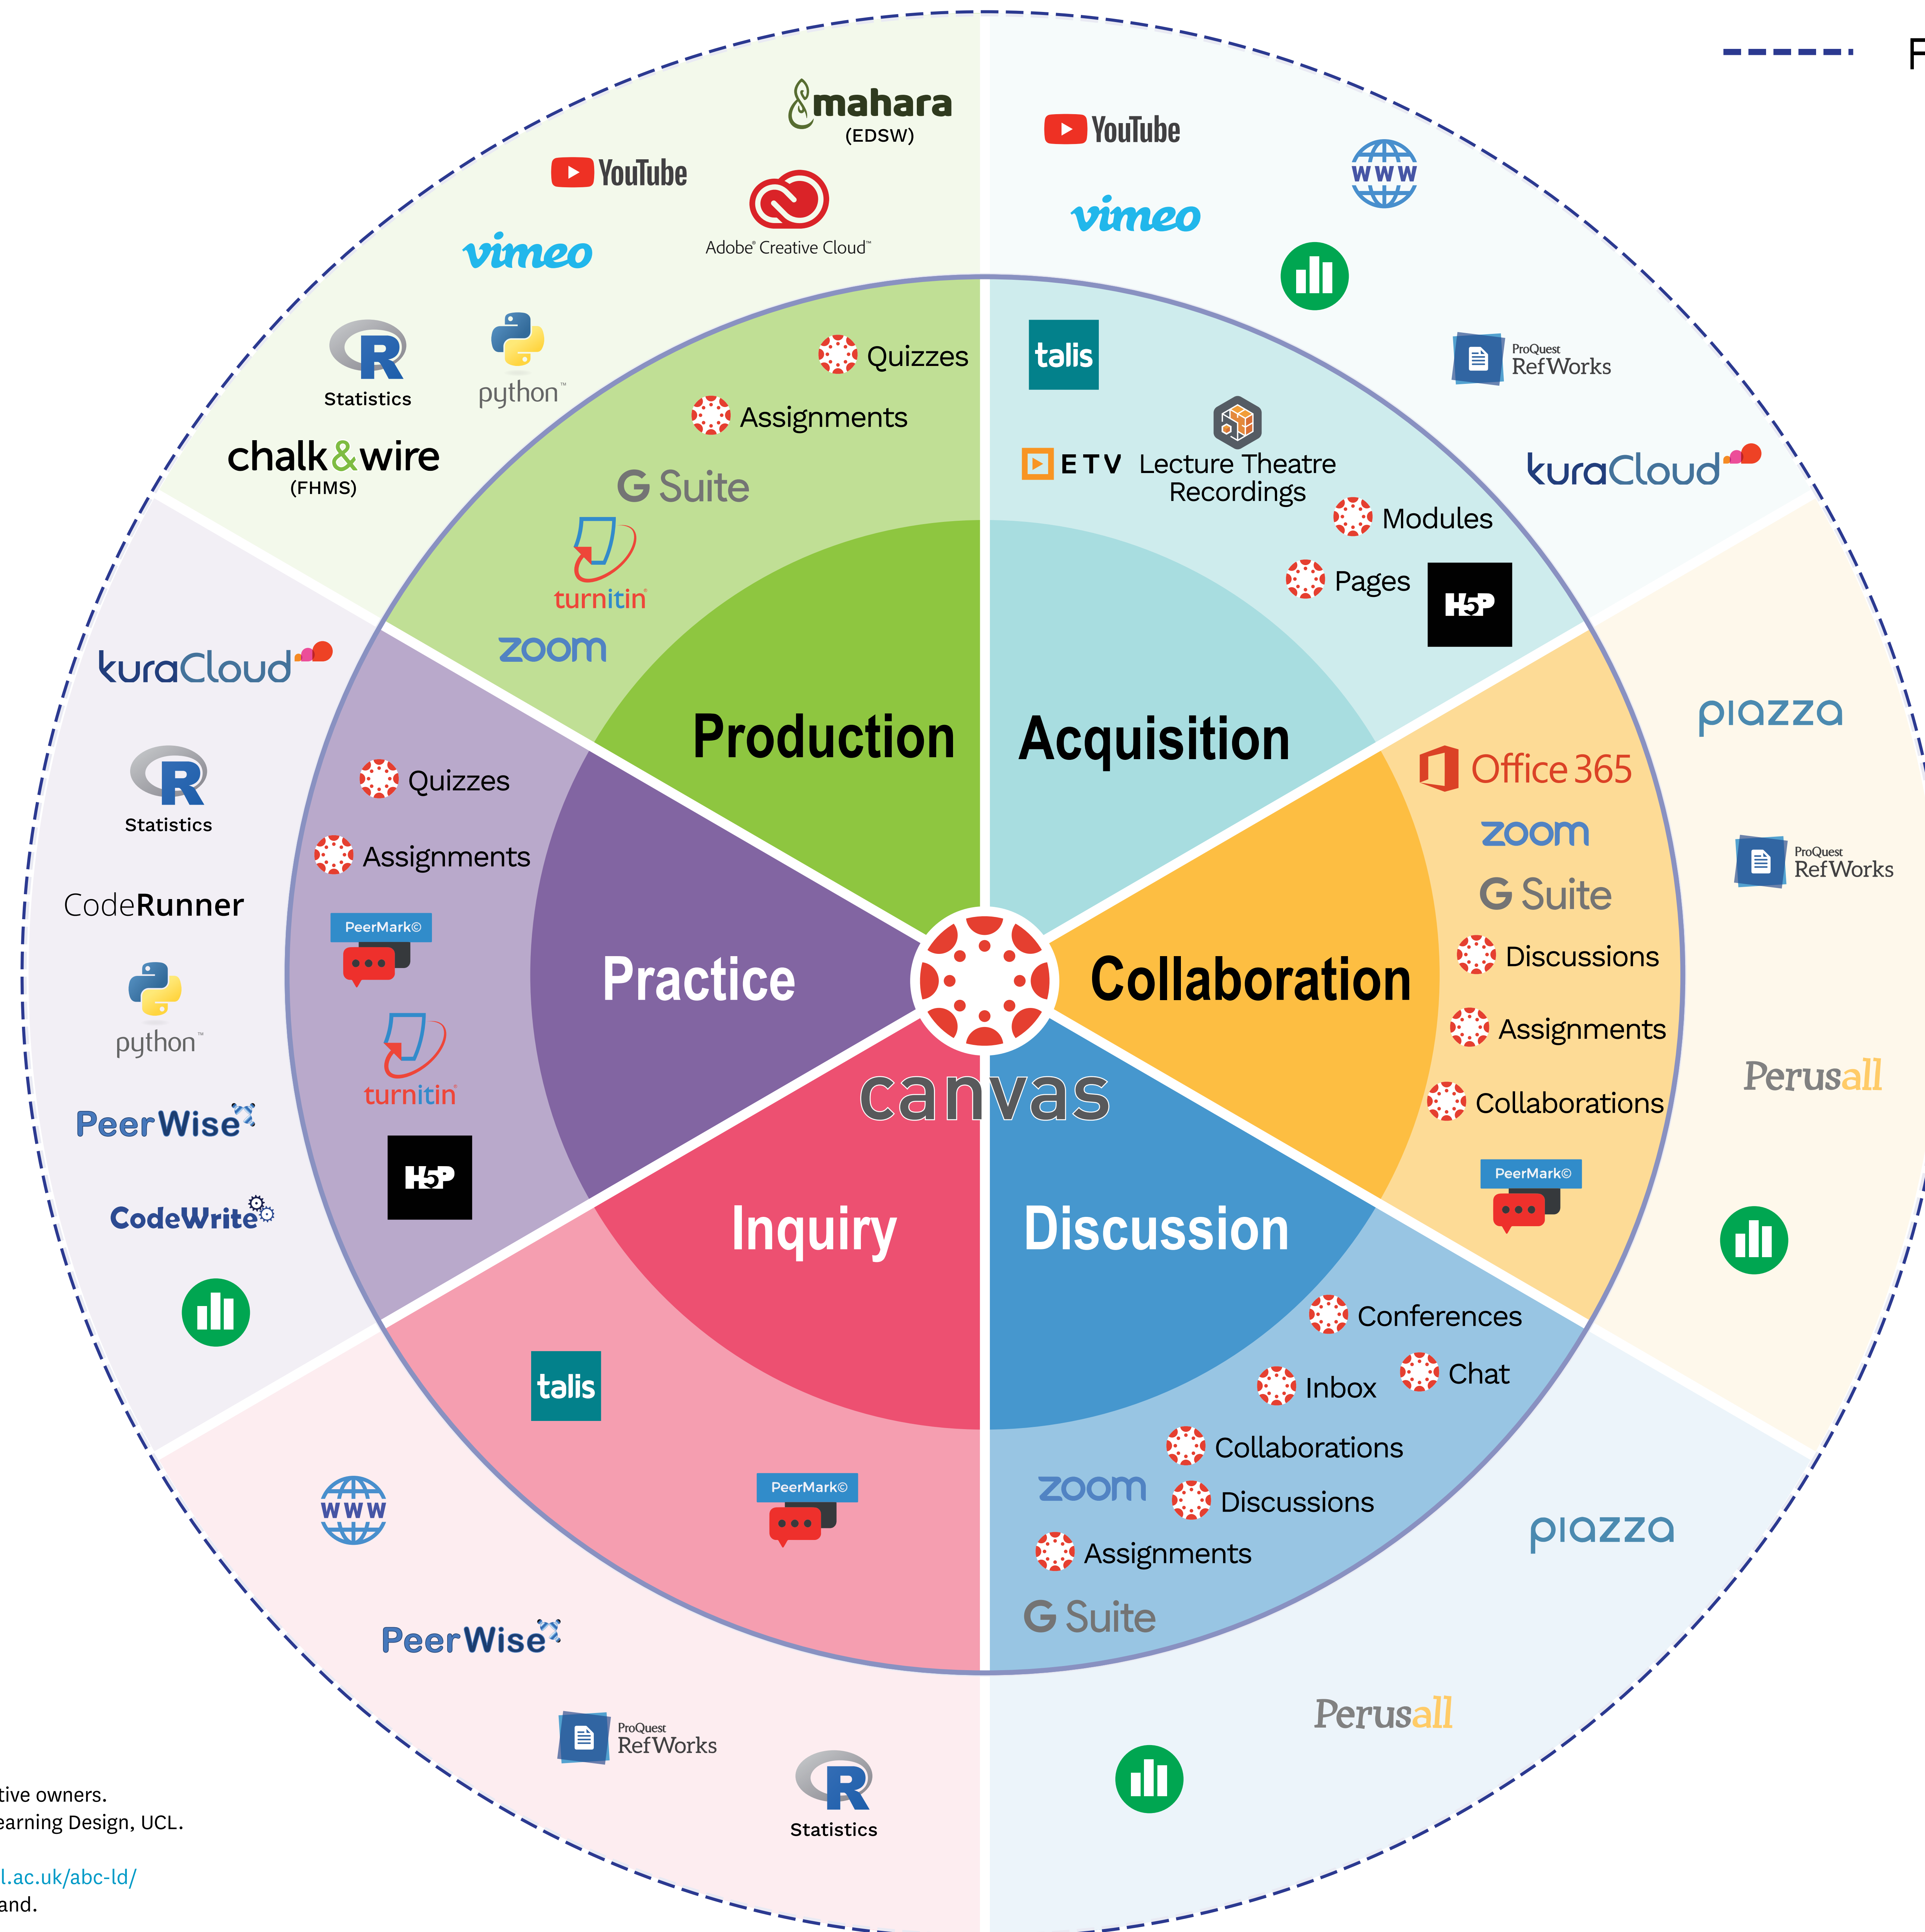 F
mahara
(EDSW)
YouTube
Adobe® Creative Cloud™
vimeo
R
Statistics
python™
chalk&wire
(FHMS)
Quizzes
Assignments
G Suite
turnitin®
zoom
Production
YouTube
WWW
vimeo
ProQuest
RefWorks
kuraCloud
talis
ETV
Lecture Theatre
Recordings
Modules
Pages
H5P
Acquisition
piazza
ProQuest
RefWorks
Perusall
Office 365
zoom
G Suite
Discussions
Assignments
Collaborations
PeerMark©
Collaboration
Conferences
Inbox
Chat
Collaborations
zoom
Discussions
Assignments
G Suite
Discussion
piazza
Perusall
Inquiry
talis
PeerMark©
WWW
PeerWise
ProQuest
RefWorks
R
Statistics
Practice
Quizzes
Assignments
PeerMark©
turnitin®
H5P
kuraCloud
R
Statistics
CodeRunner
python™
PeerWise
CodeWrite
canvas
tive owners.
earning Design, UCL.
l.ac.uk/abc-ld/
and.